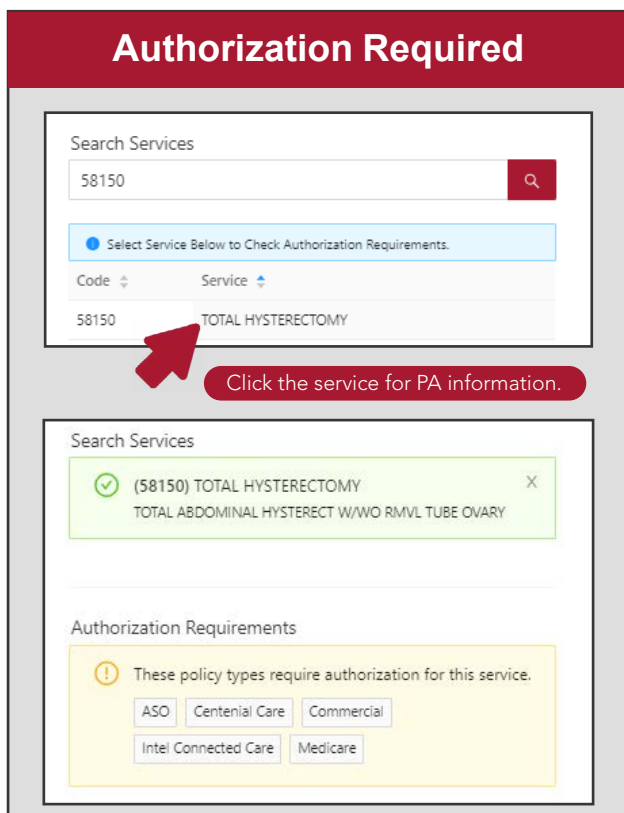 Authorization Required
Search Services
58150
Select Service Below to Check Authorization Requirements.
Code Service
58150 TOTAL HYSTERECTOMY
Click the service for PA information.
Search Services
(58150) TOTAL HYSTERECTOMY X
TOTAL ABDOMINAL HYSTERECT W/WO RMVL TUBE OVARY
Authorization Requirements
These policy types require authorization for this service.
ASO Centenial Care Commercial
Intel Connected Care Medicare